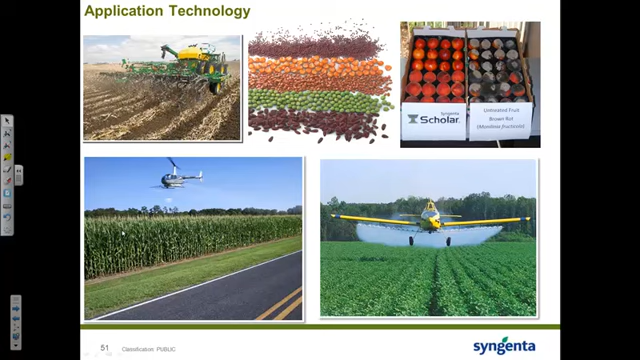 Application Technology
Syngenta
Scholar.
Untreated Fruit
Brown Rot
(Monilinia fructicola)
51
Classification: PUBLIC
syngenta